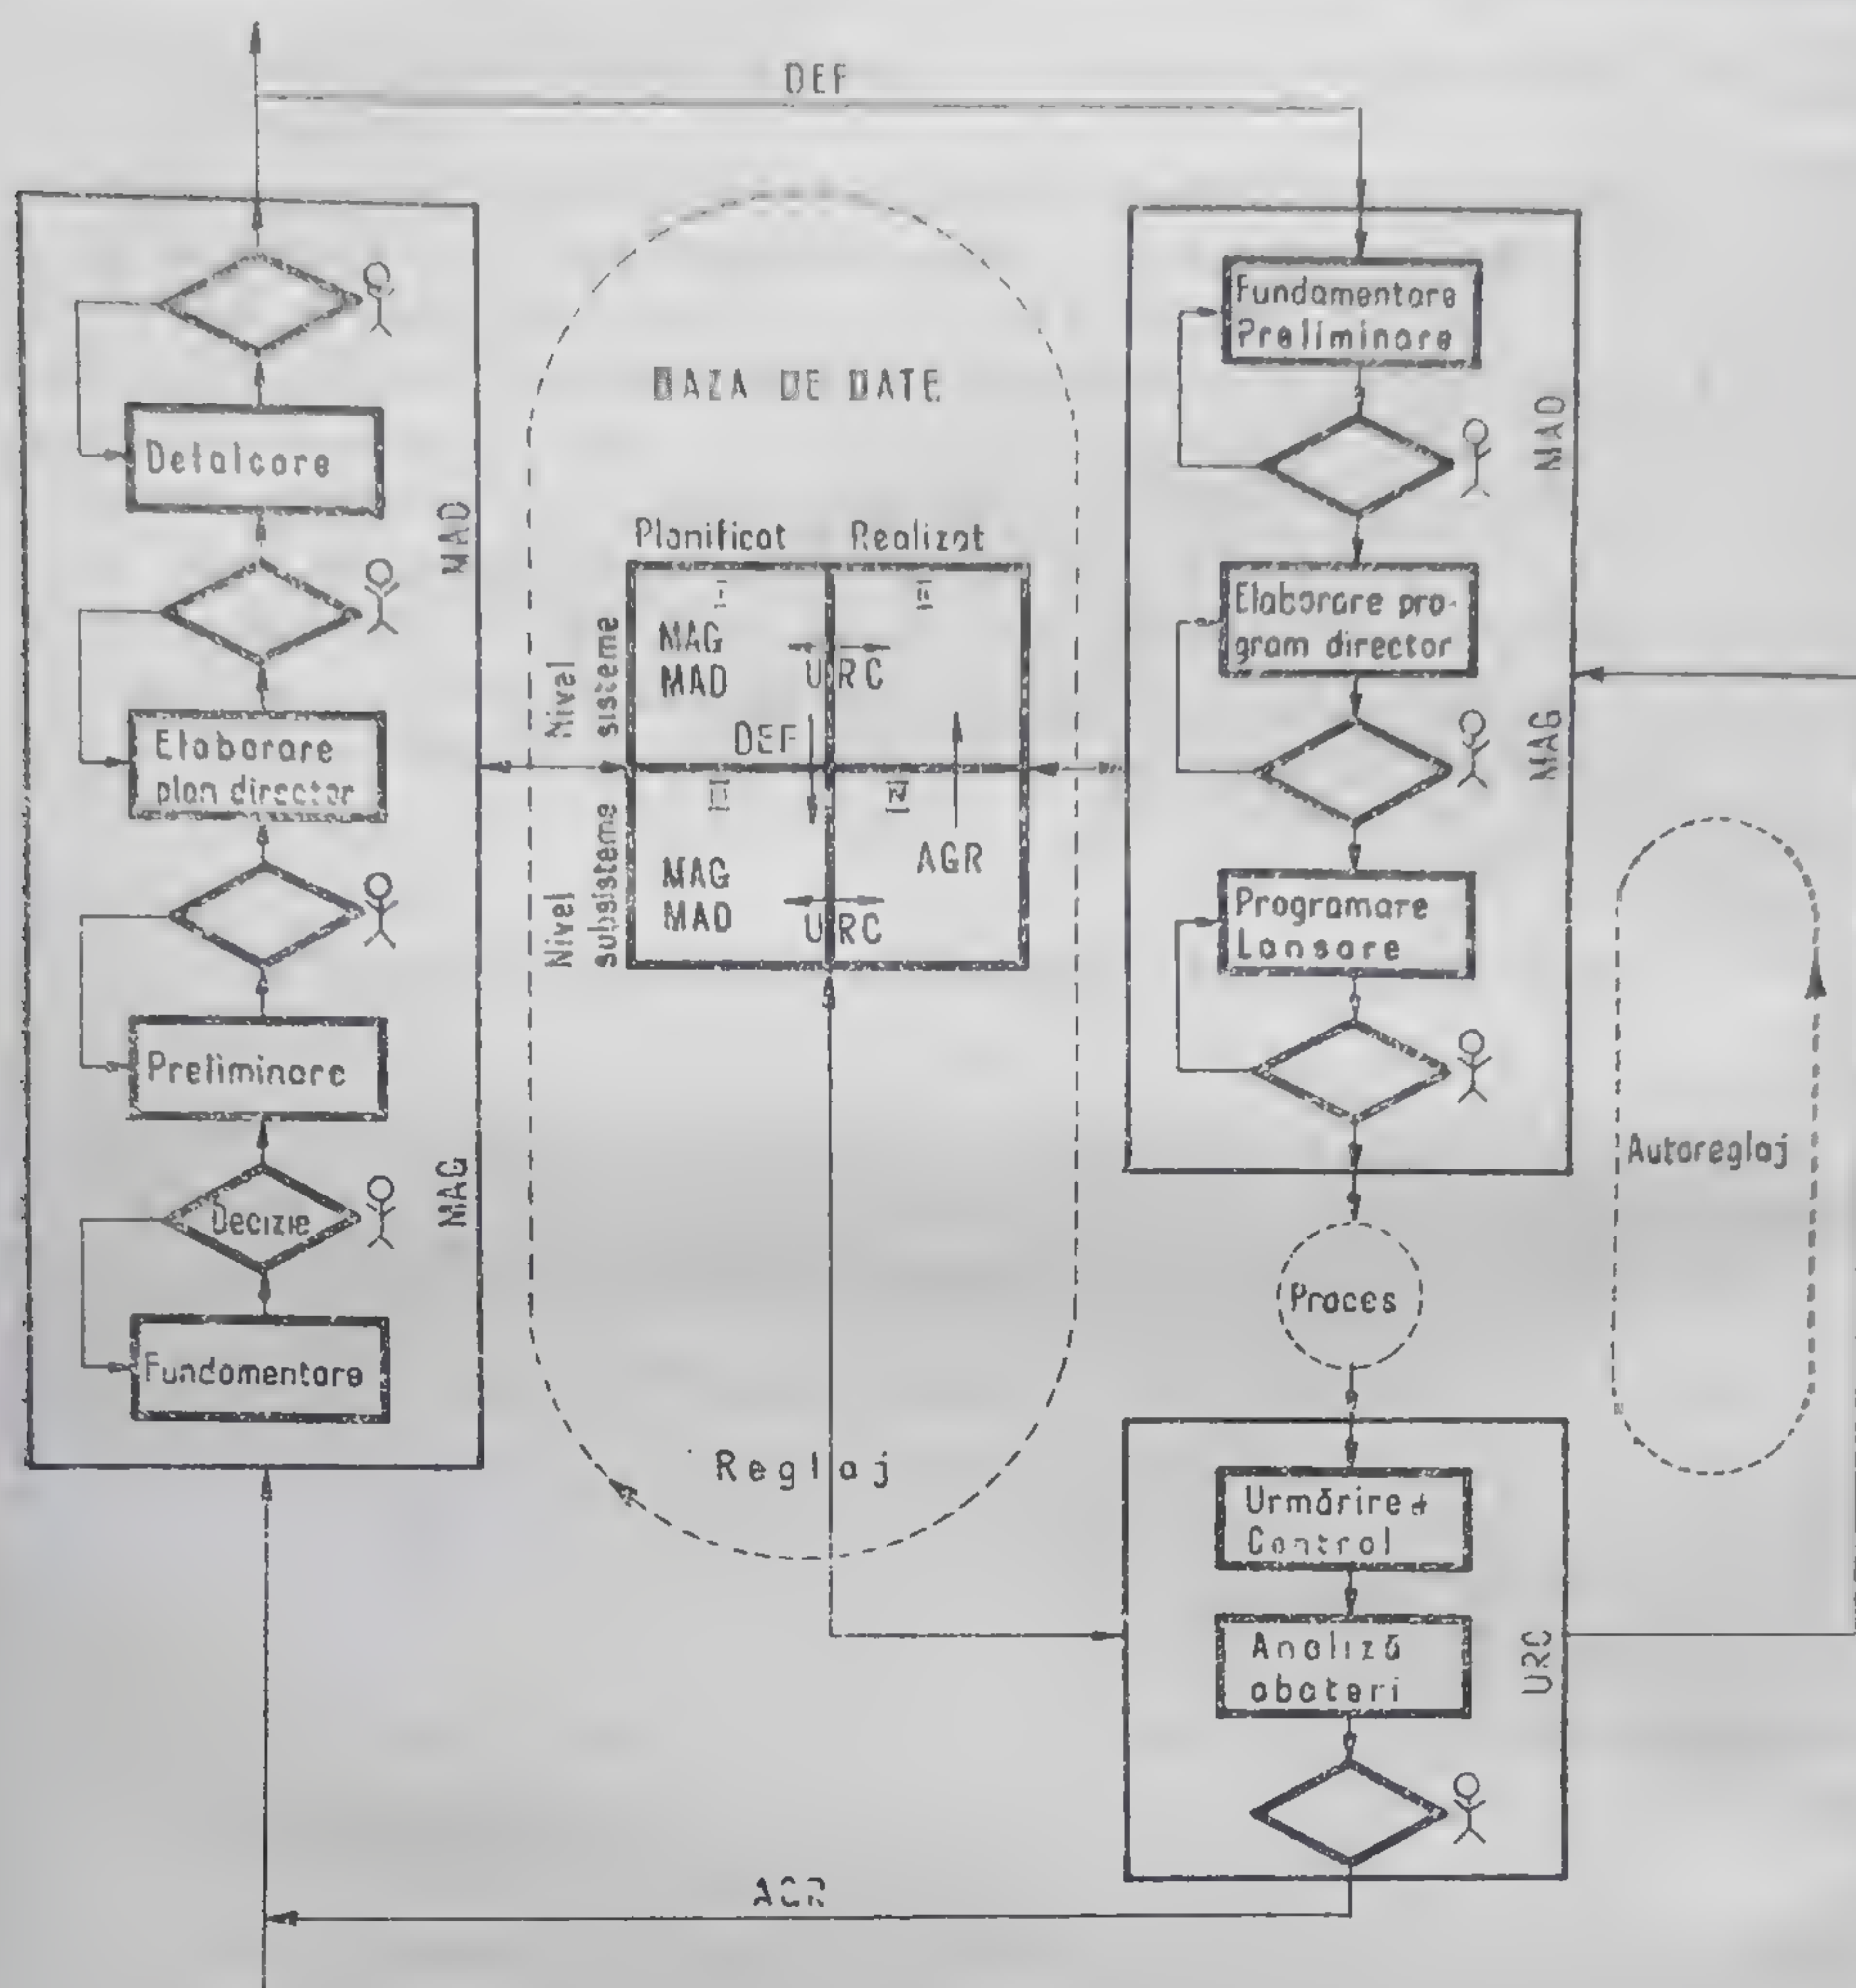 DEF
Defalcare
MAD
Elaborare
plan director
Preliminare
MAG
Decizie
Fundamentare
BAZA DE DATE
Planificat Realizat
Nivel
sisteme
I
II
MAG
MAD
URC
DEF
Nivel
subsisteme
III
IV
MAG
MAD
AGR
URC
Reglaj
Fundamentare
Preliminare
MAD
Elaborare pro-
gram director
MAG
Programare
Lansare
Autoreglaj
Proces
Urmărire +
Control
Analiză
abateri
URC
AGR